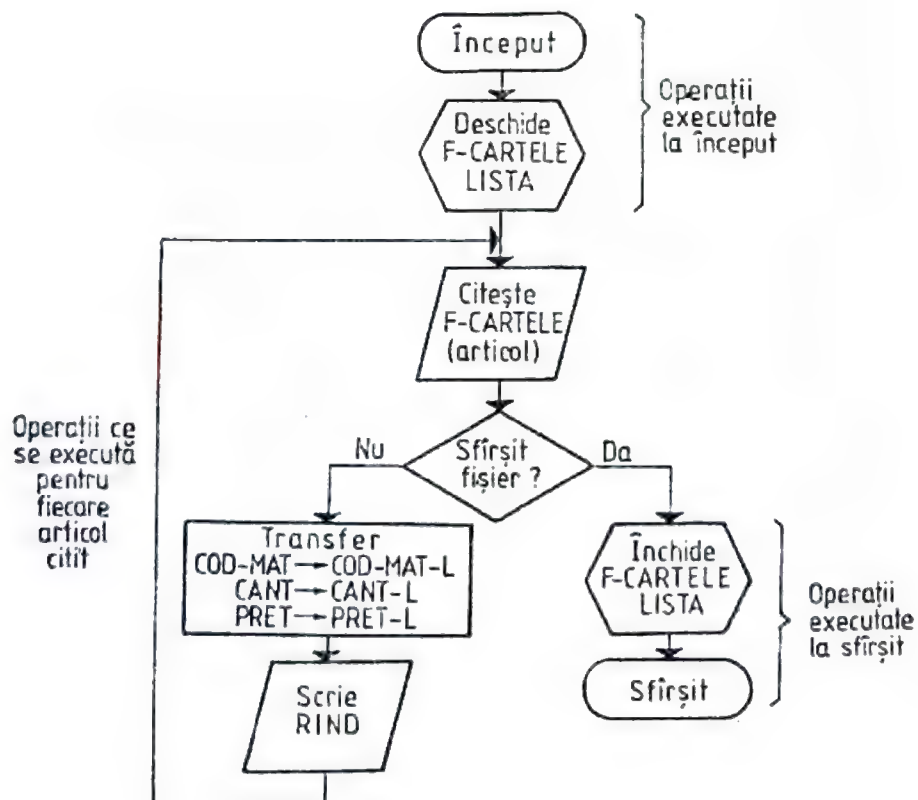 Început
Deschide
F-CARTELE
LISTA
Operații
executate
la început
Citește
F-CARTELE
(articol)
Operații ce
se execută
pentru
fiecare
articol
citit
Sfîrșit
fișier ?
Nu
Da
Transfer
COD-MAT→COD-MAT-L
CANT→CANT-L
PRET→PRET-L
Scrie
RIND
Închide
F-CARTELE
LISTA
Sfîrșit
Operații
executate
la sfîrșit